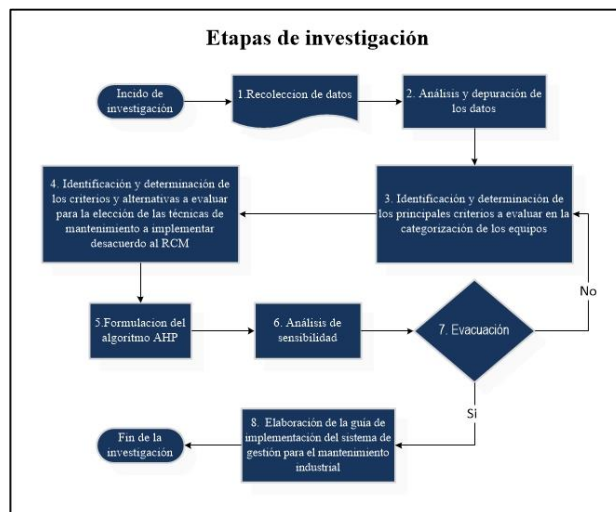 Etapas de investigación
Incido de
investigación
1.Recoleccion de datos
2. Análisis y depuración de
los datos
3. Identificación y determinación de
los principales criterios a evaluar en la
categorización de los equipos
4. Identificación y determinación de
los criterios y alternativas a evaluar
para la elección de las técnicas de
mantenimiento a implementar
desacuerdo al RCM
5.Formulacion del
algoritmo AHP
6. Análisis de
sensibilidad
7. Evacuación
No
Si
8. Elaboración de la guía de
implementación del sistema de
gestión para el mantenimiento
industrial
Fin de la
investigación